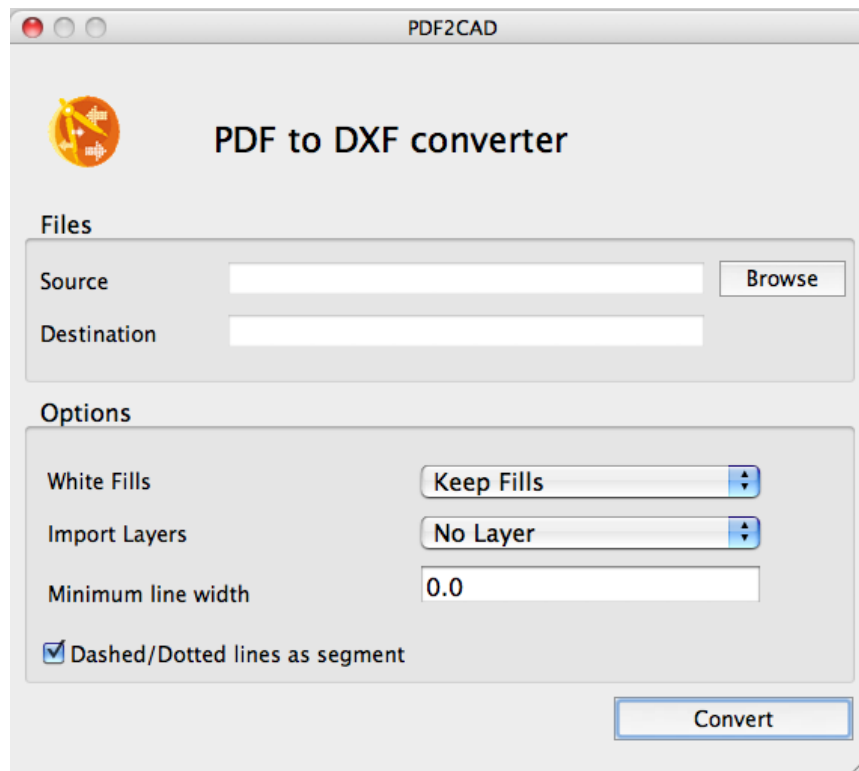 PDF2CAD
PDF to DXF converter
Files
Source
Browse
Destination
Options
White Fills Keep Fills
Import Layers No Layer
Minimum line width 0.0
Dashed/Dotted lines as segment
Convert